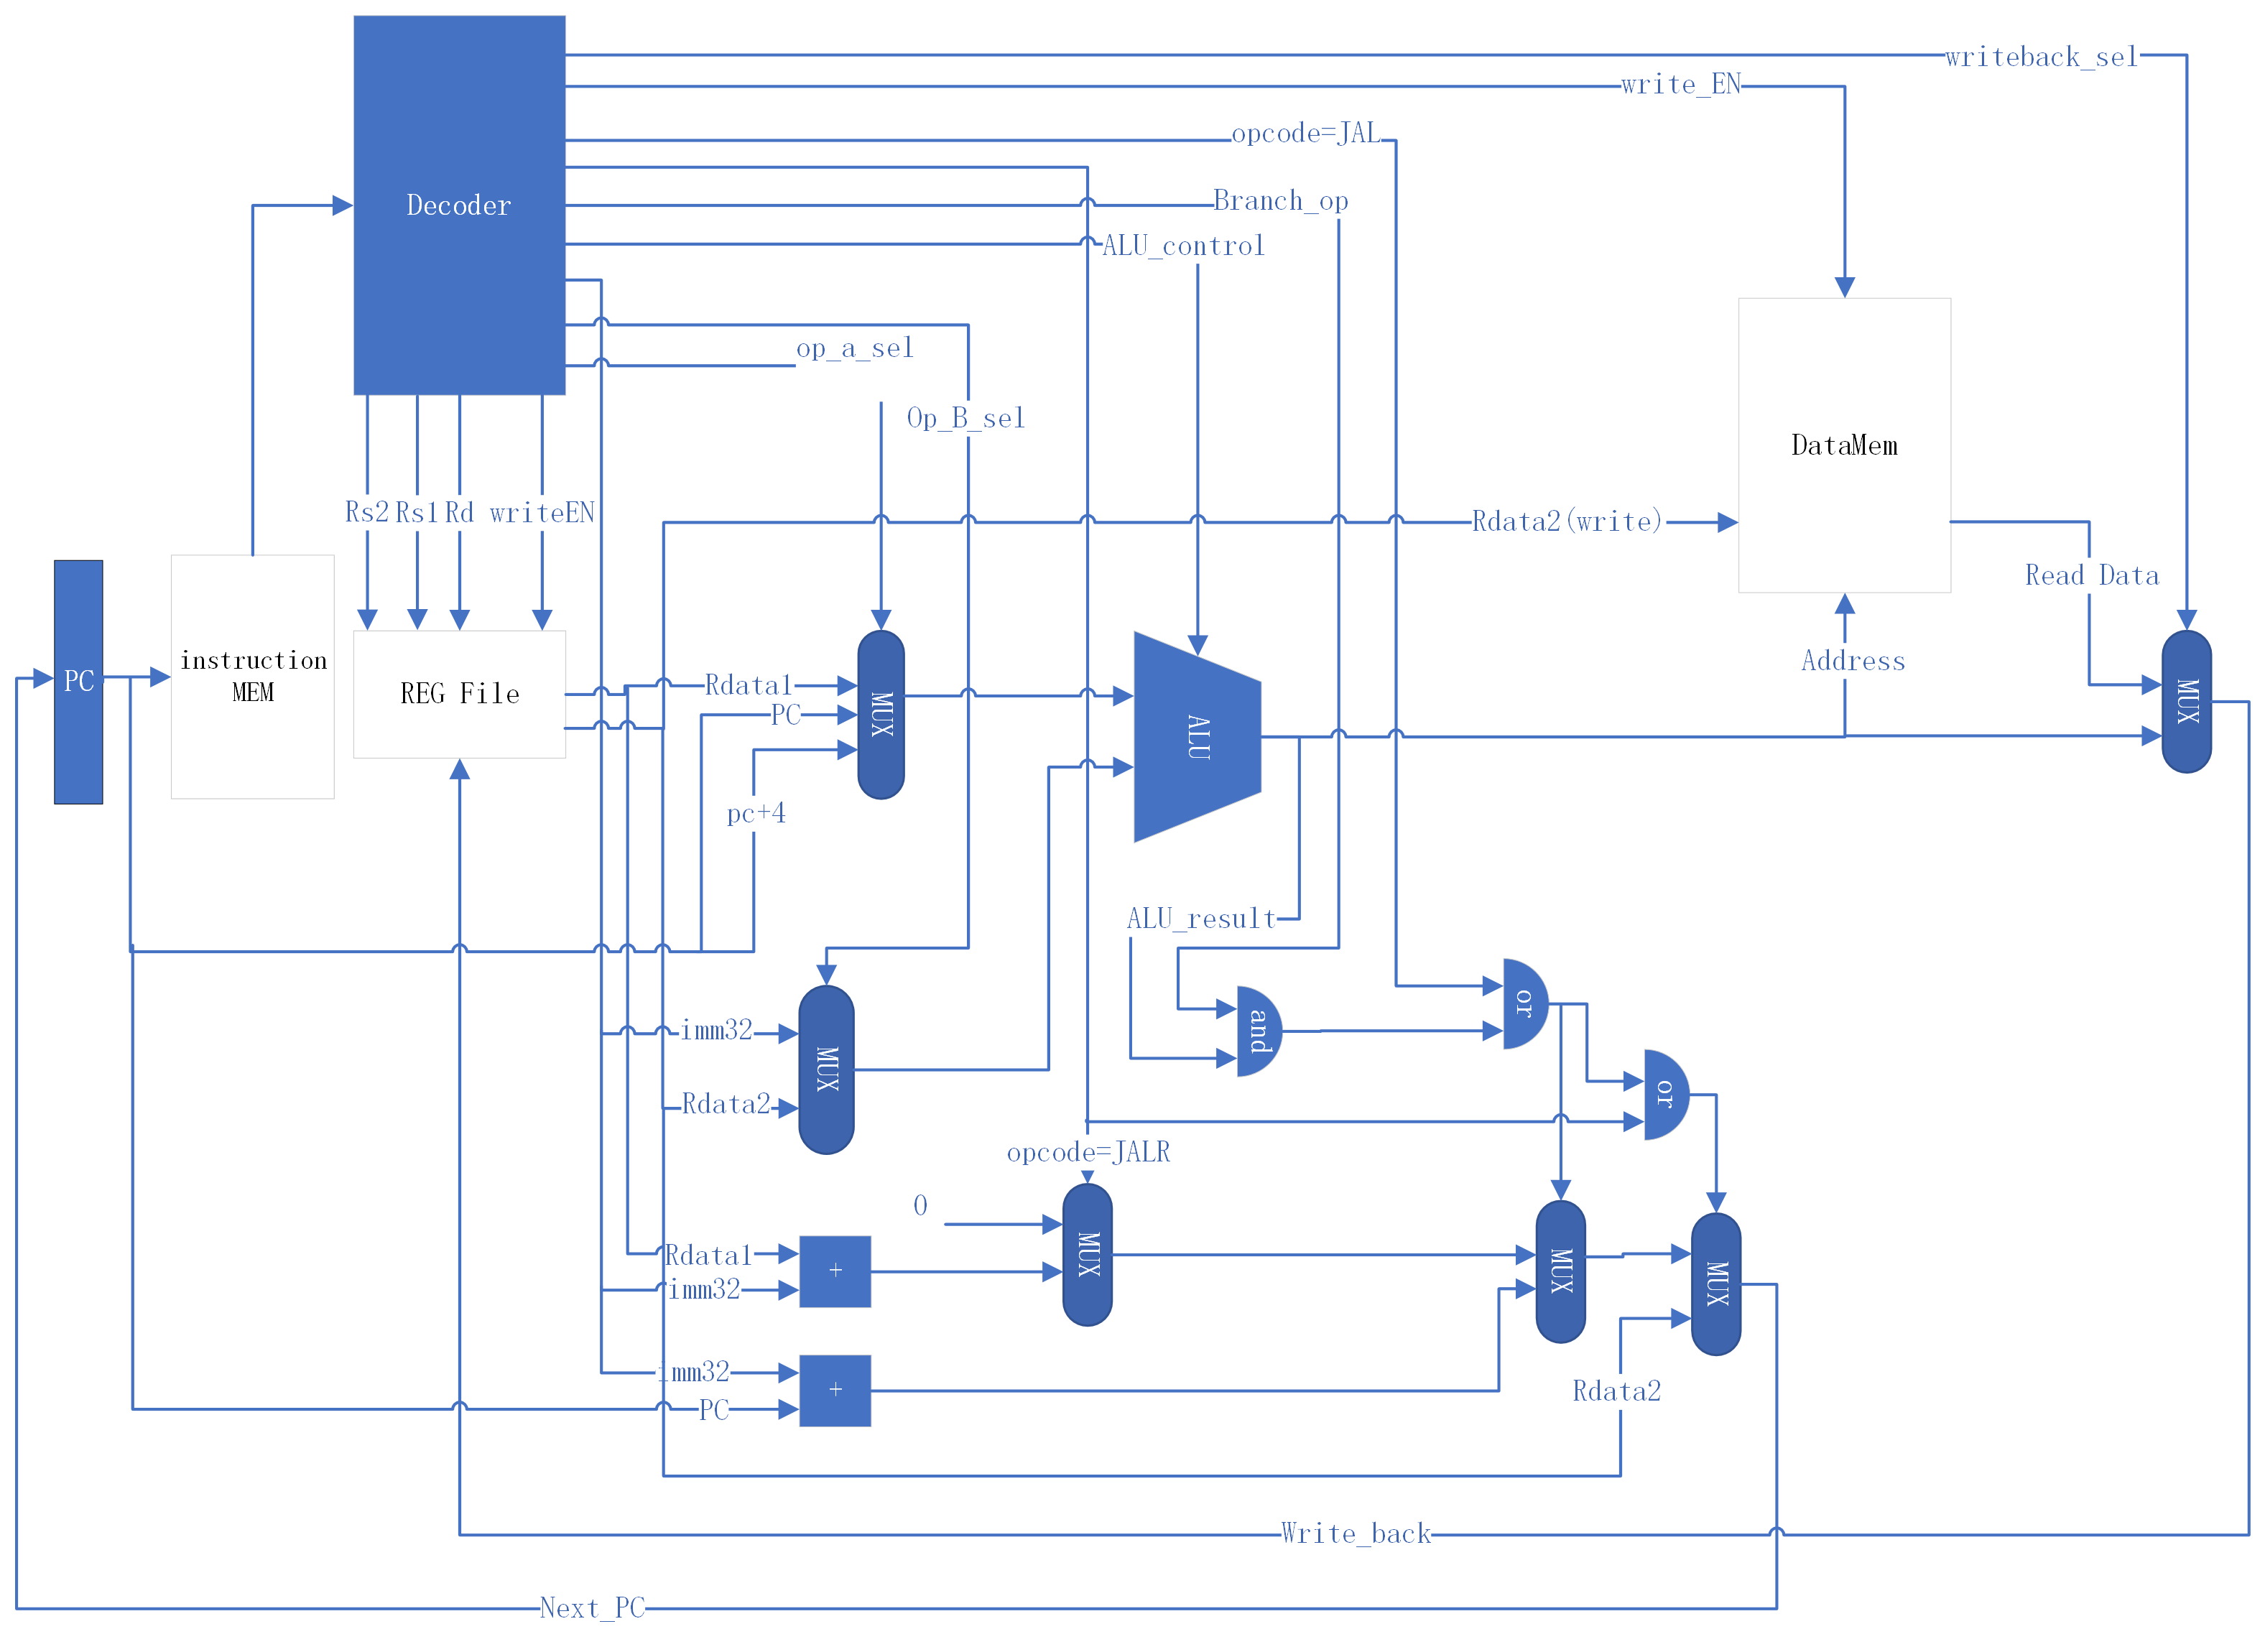 writeback_sel
write_EN
opcode=JAL
Decoder
Branch_op
ALU_control
op_a_sel
Op_B_sel
DataMem
Rs2 Rs1 Rd writeEN
Rdata2(write)
Read Data
instruction
MEM
PC
REG File
Rdata1
PC
MUX
ALU
Address
MUX
pc+4
ALU_result
imm32
MUX
and
or
Rdata2
or
opcode=JALR
0
Rdata1
imm32
+
MUX
MUX
MUX
imm32
PC
+
Rdata2
Write_back
Next_PC